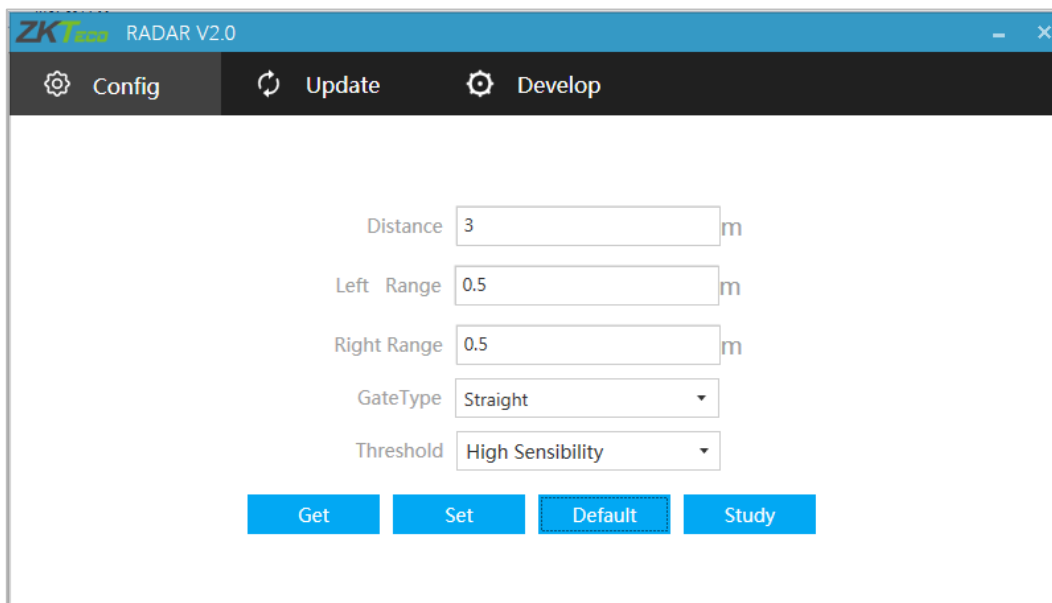 ZKTeco RADAR V2.0
Config Update Develop
Distance 3 m
Left Range 0.5 m
Right Range 0.5 m
GateType Straight
Threshold High Sensibility
Get Set Default Study